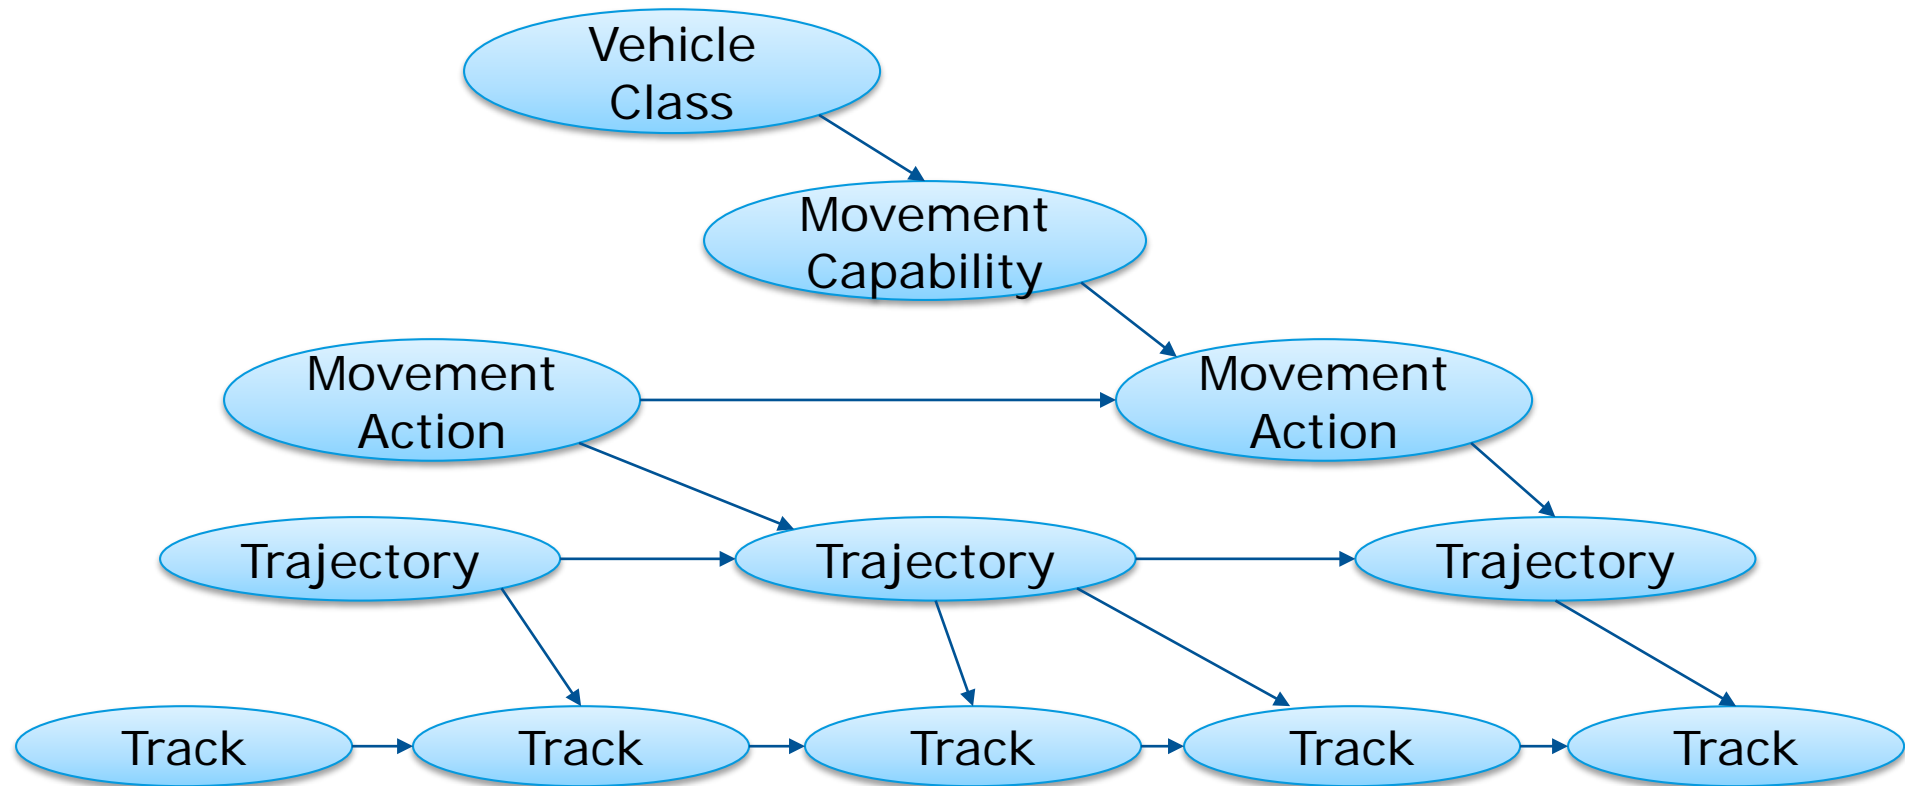 Vehicle
Class
Movement
Capability
Movement
Action
Movement
Action
Trajectory
Trajectory
Trajectory
Track
Track
Track
Track
Track